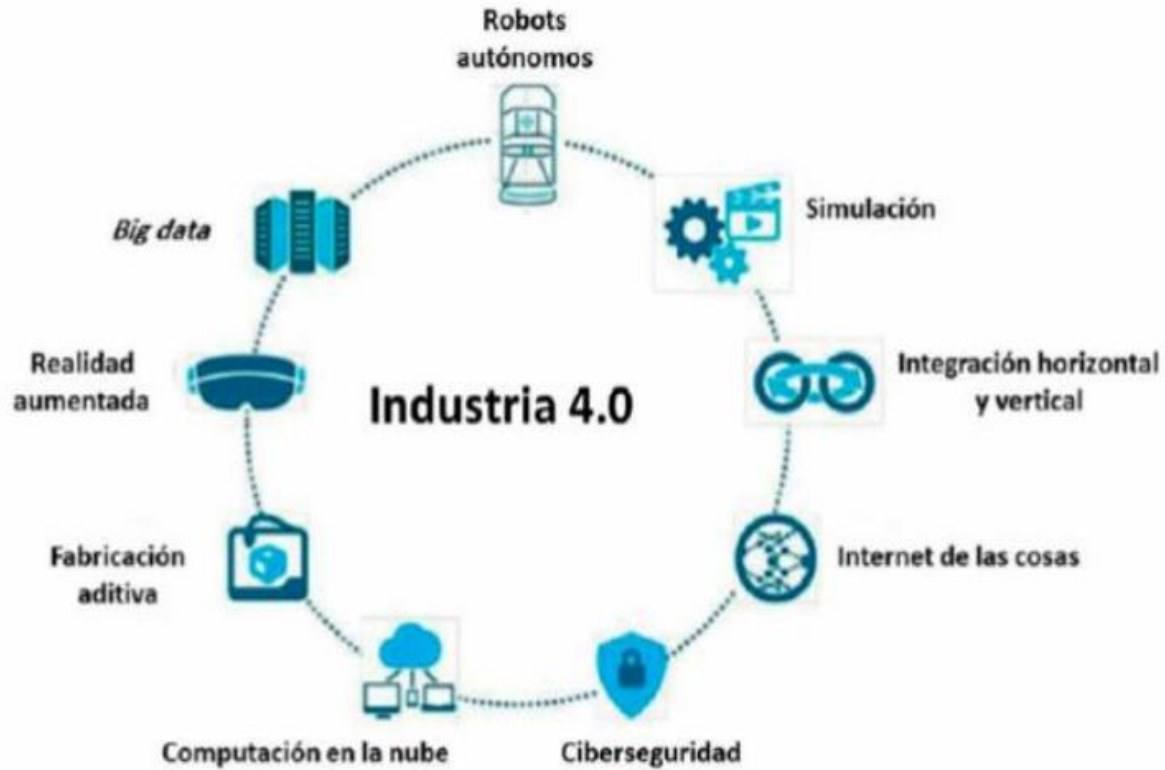 Robots
autónomos
Simulación
Big data
Integración horizontal
y vertical
Realidad
aumentada
Industria 4.0
Internet de las cosas
Fabricación
aditiva
Computación en la nube
Ciberseguridad